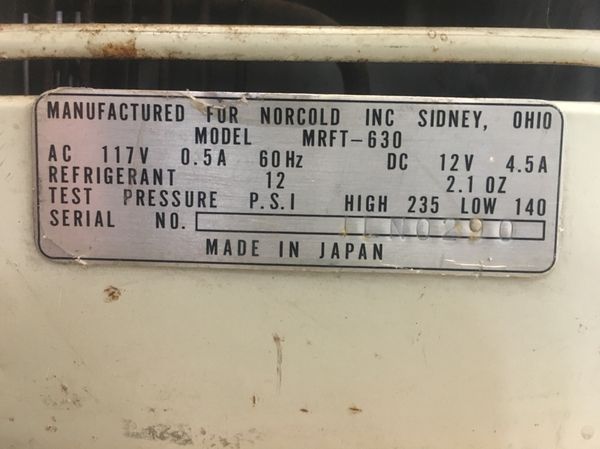 MANUFACTURED FOR NORCOLD INC SIDNEY, OHIO
MODEL MRFT-630
AC 117V 0.5A 60Hz DC 12V 4.5A
REFRIGERANT 12 2.1 OZ
TEST PRESSURE P.S.I HIGH 235 LOW 140
SERIAL NO.
MADE IN JAPAN